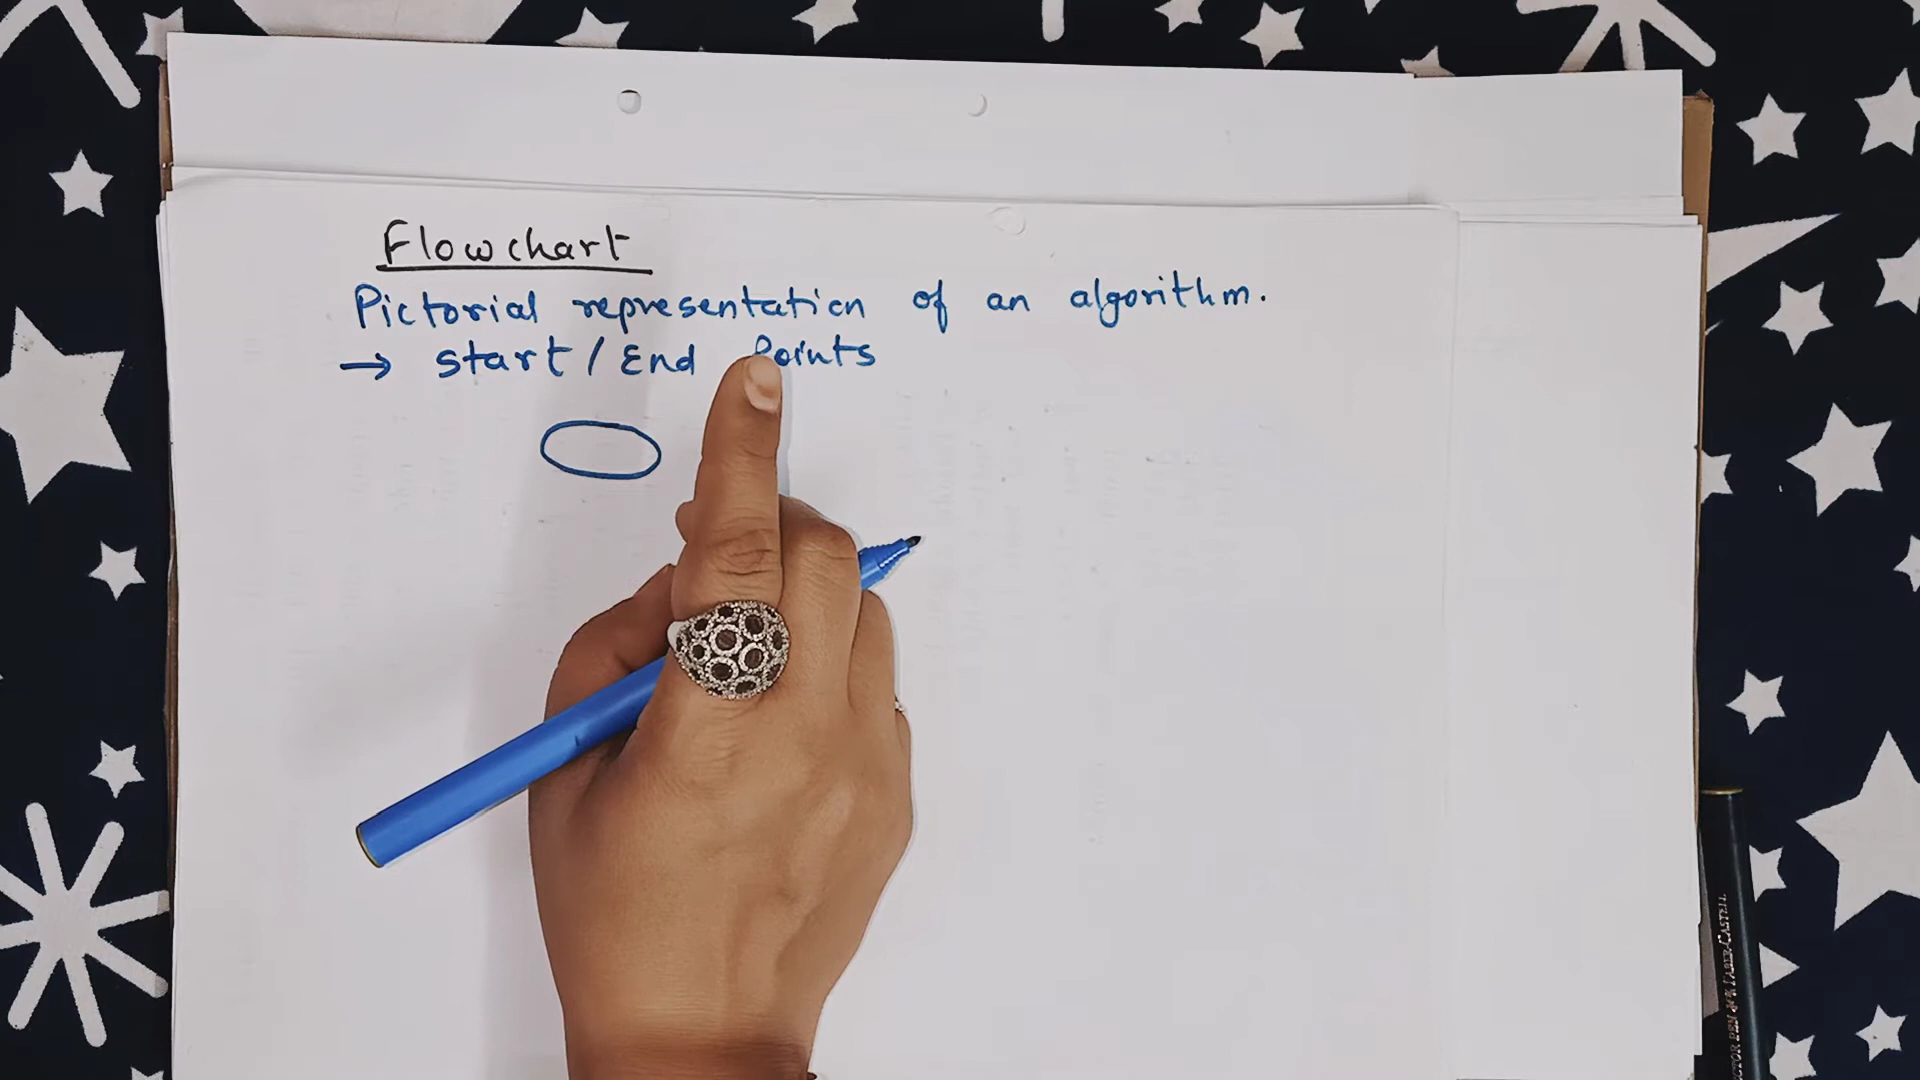 Flowchart
Pictorial representation of an algorithm.
→ Start / End Points